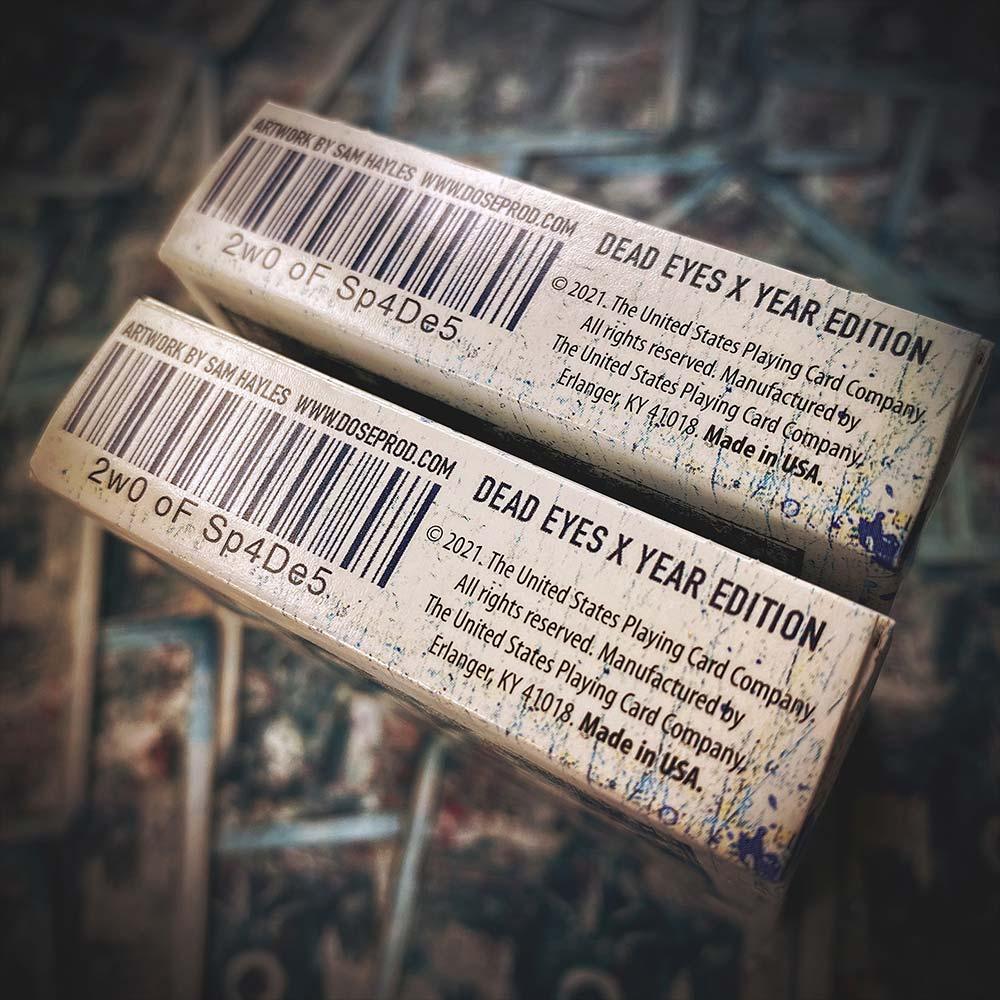 ARTWORK BY SAM HAYLES WWW.DOSEPROD.COM
2w0 oF Sp4De5
DEAD EYES X YEAR EDITION
© 2021. The United States Playing Card Company.
All rights reserved. Manufactured by
The United States Playing Card Company,
Erlanger, KY 41018. Made in USA.
ARTWORK BY SAM HAYLES WWW.DOSEPROD.COM
2w0 oF Sp4De5
DEAD EYES X YEAR EDITION
© 2021. The United States Playing Card Company.
All rights reserved. Manufactured by
The United States Playing Card Company,
Erlanger, KY 41018. Made in USA.